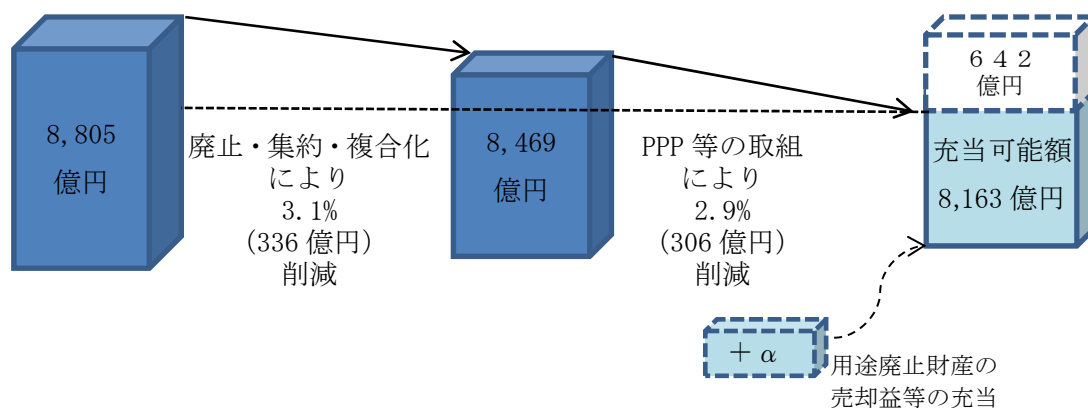 8,805
億円
廃止・集約・複合化
により
3.1%
(336 億円)
削減
8,469
億円
PPP 等の取組
により
2.9%
(306 億円)
削減
６４２
億円
充当可能額
8,163 億円
＋α
用途廃止財産の
売却益等の充当